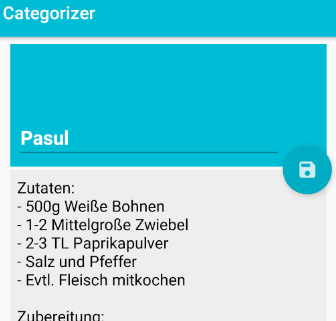 Categorizer
Pasul
Zutaten:
- 500g Weiße Bohnen
- 1-2 Mittelgroße Zwiebel
- 2-3 TL Paprikapulver
- Salz und Pfeffer
- Evtl. Fleisch mitkochen
Zubereitung: